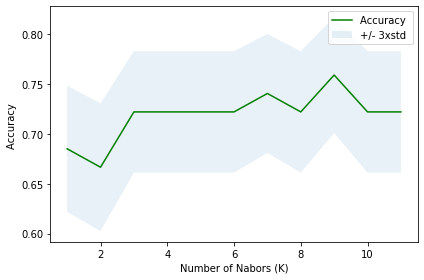 Accuracy
+/- 3xstd
0.80
0.75
0.70
0.65
0.60
Accuracy
2 4 6 8 10
Number of Nabors (K)